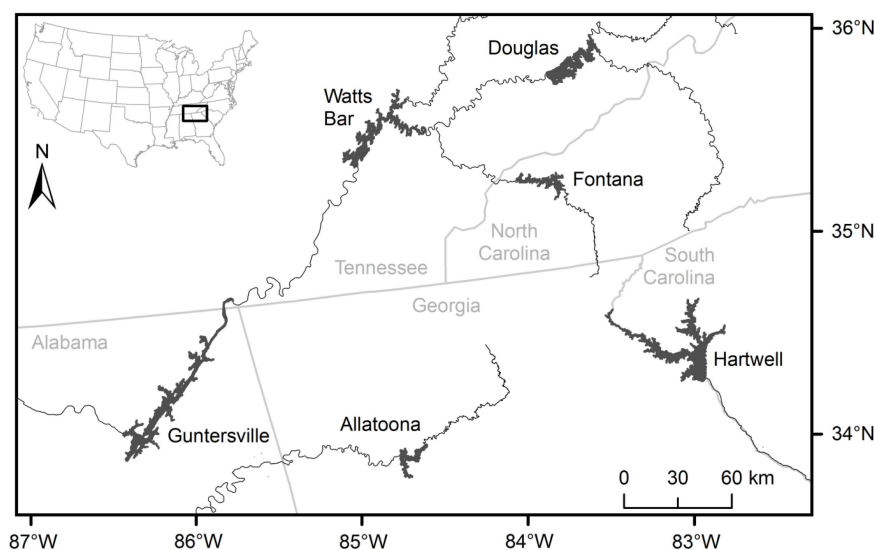 36°N
Douglas
Watts
Bar
N
Fontana
35°N
North
Carolina
South
Carolina
Tennessee
Georgia
Alabama
Hartwell
Allatoona
Guntersville
34°N
0 30 60 km
87°W 86°W 85°W 84°W 83°W